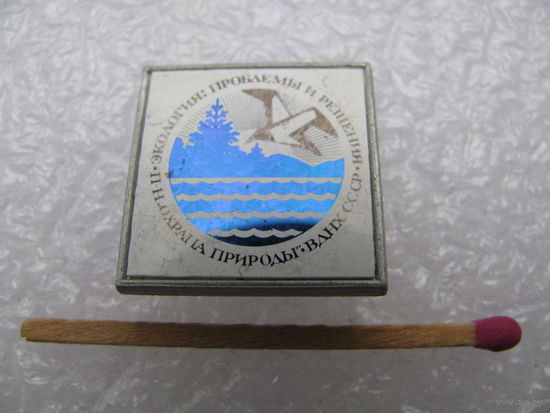 ЭКОЛОГИЯ: ПРОБЛЕМЫ И РЕШЕНИЯ •
П-Н "ОХРАНА ПРИРОДЫ" • ВДНХ СССР •